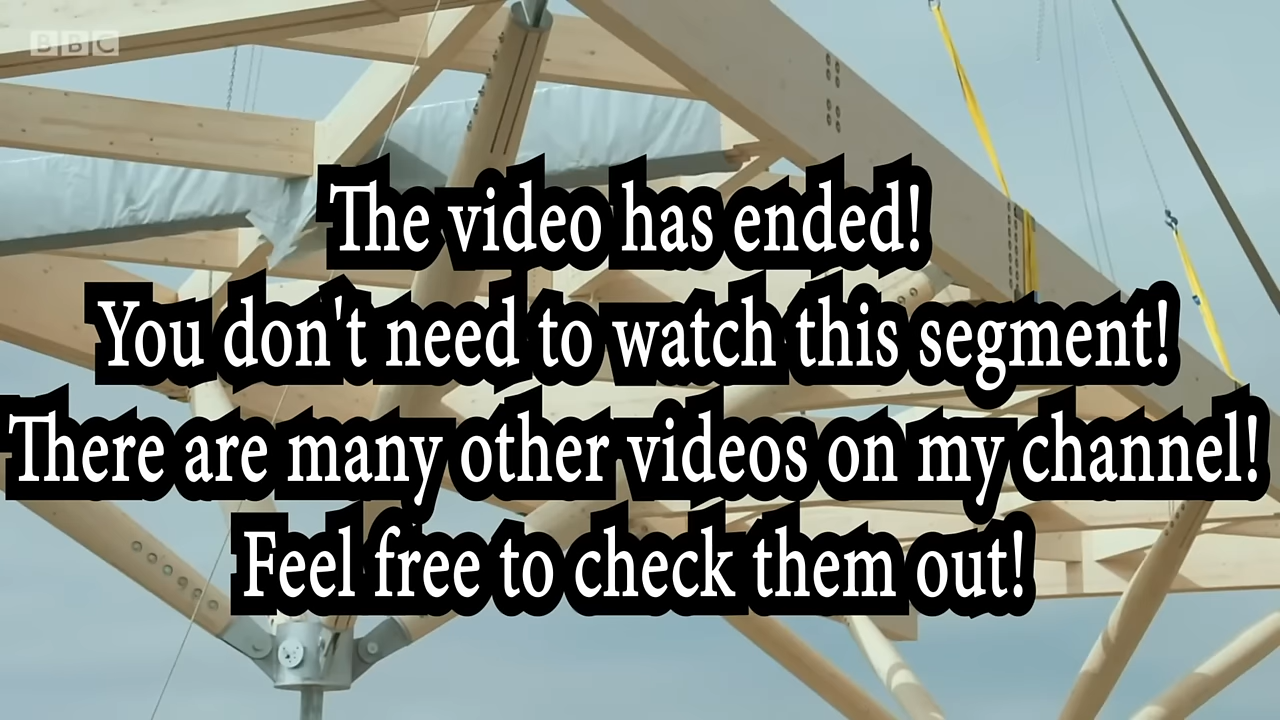 BBC
The video has ended!
You don't need to watch this segment!
There are many other videos on my channel!
Feel free to check them out!